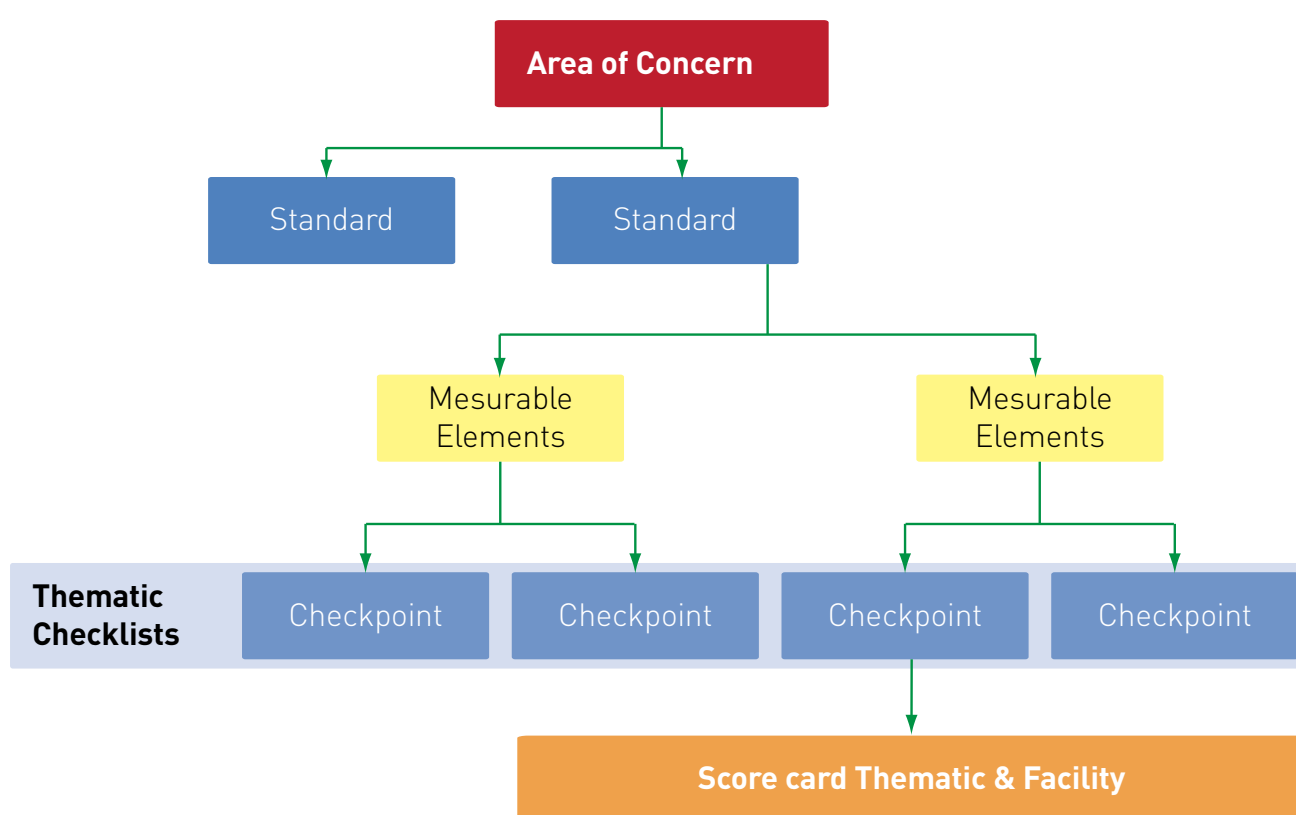 Area of Concern
Standard
Standard
Mesurable
Elements
Mesurable
Elements
Thematic
Checklists
Checkpoint
Checkpoint
Checkpoint
Checkpoint
Score card Thematic & Facility